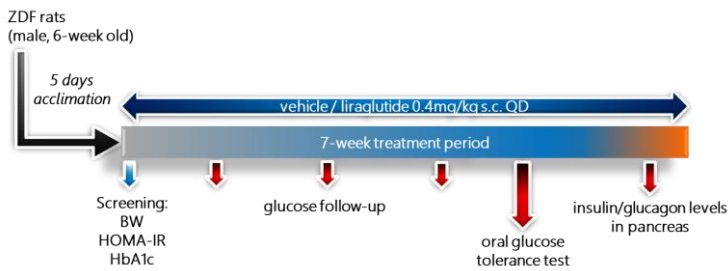 ZDF rats
(male, 6-week old)
5 days
acclimation
vehicle / liraglutide 0.4mg/kg s.c. QD
7-week treatment period
Screening:
BW
HOMA-IR
HbA1c
glucose follow-up
oral glucose
tolerance test
insulin/glucagon levels
in pancreas